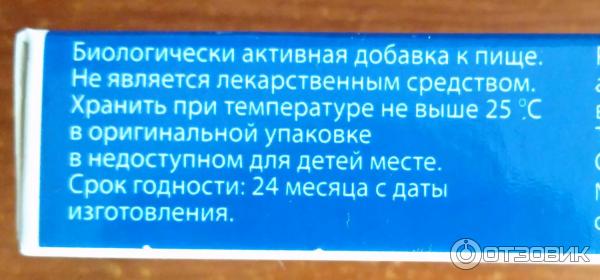 Биологически активная добавка к пище.
Не является лекарственным средством.
Хранить при температуре не выше 25 °С
в оригинальной упаковке
в недоступном для детей месте.
Срок годности: 24 месяца с даты
изготовления.
ОТЗОВИК